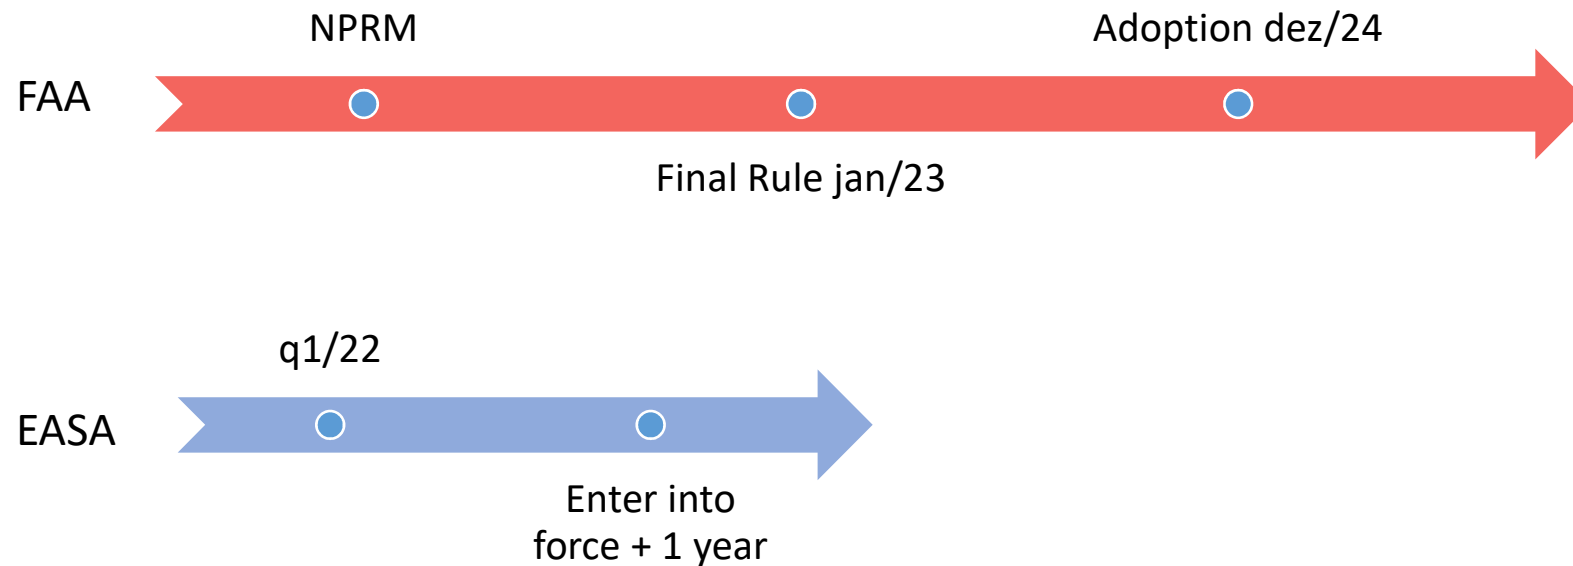 NPRM
Adoption dez/24
FAA
Final Rule jan/23
q1/22
EASA
Enter into
force + 1 year